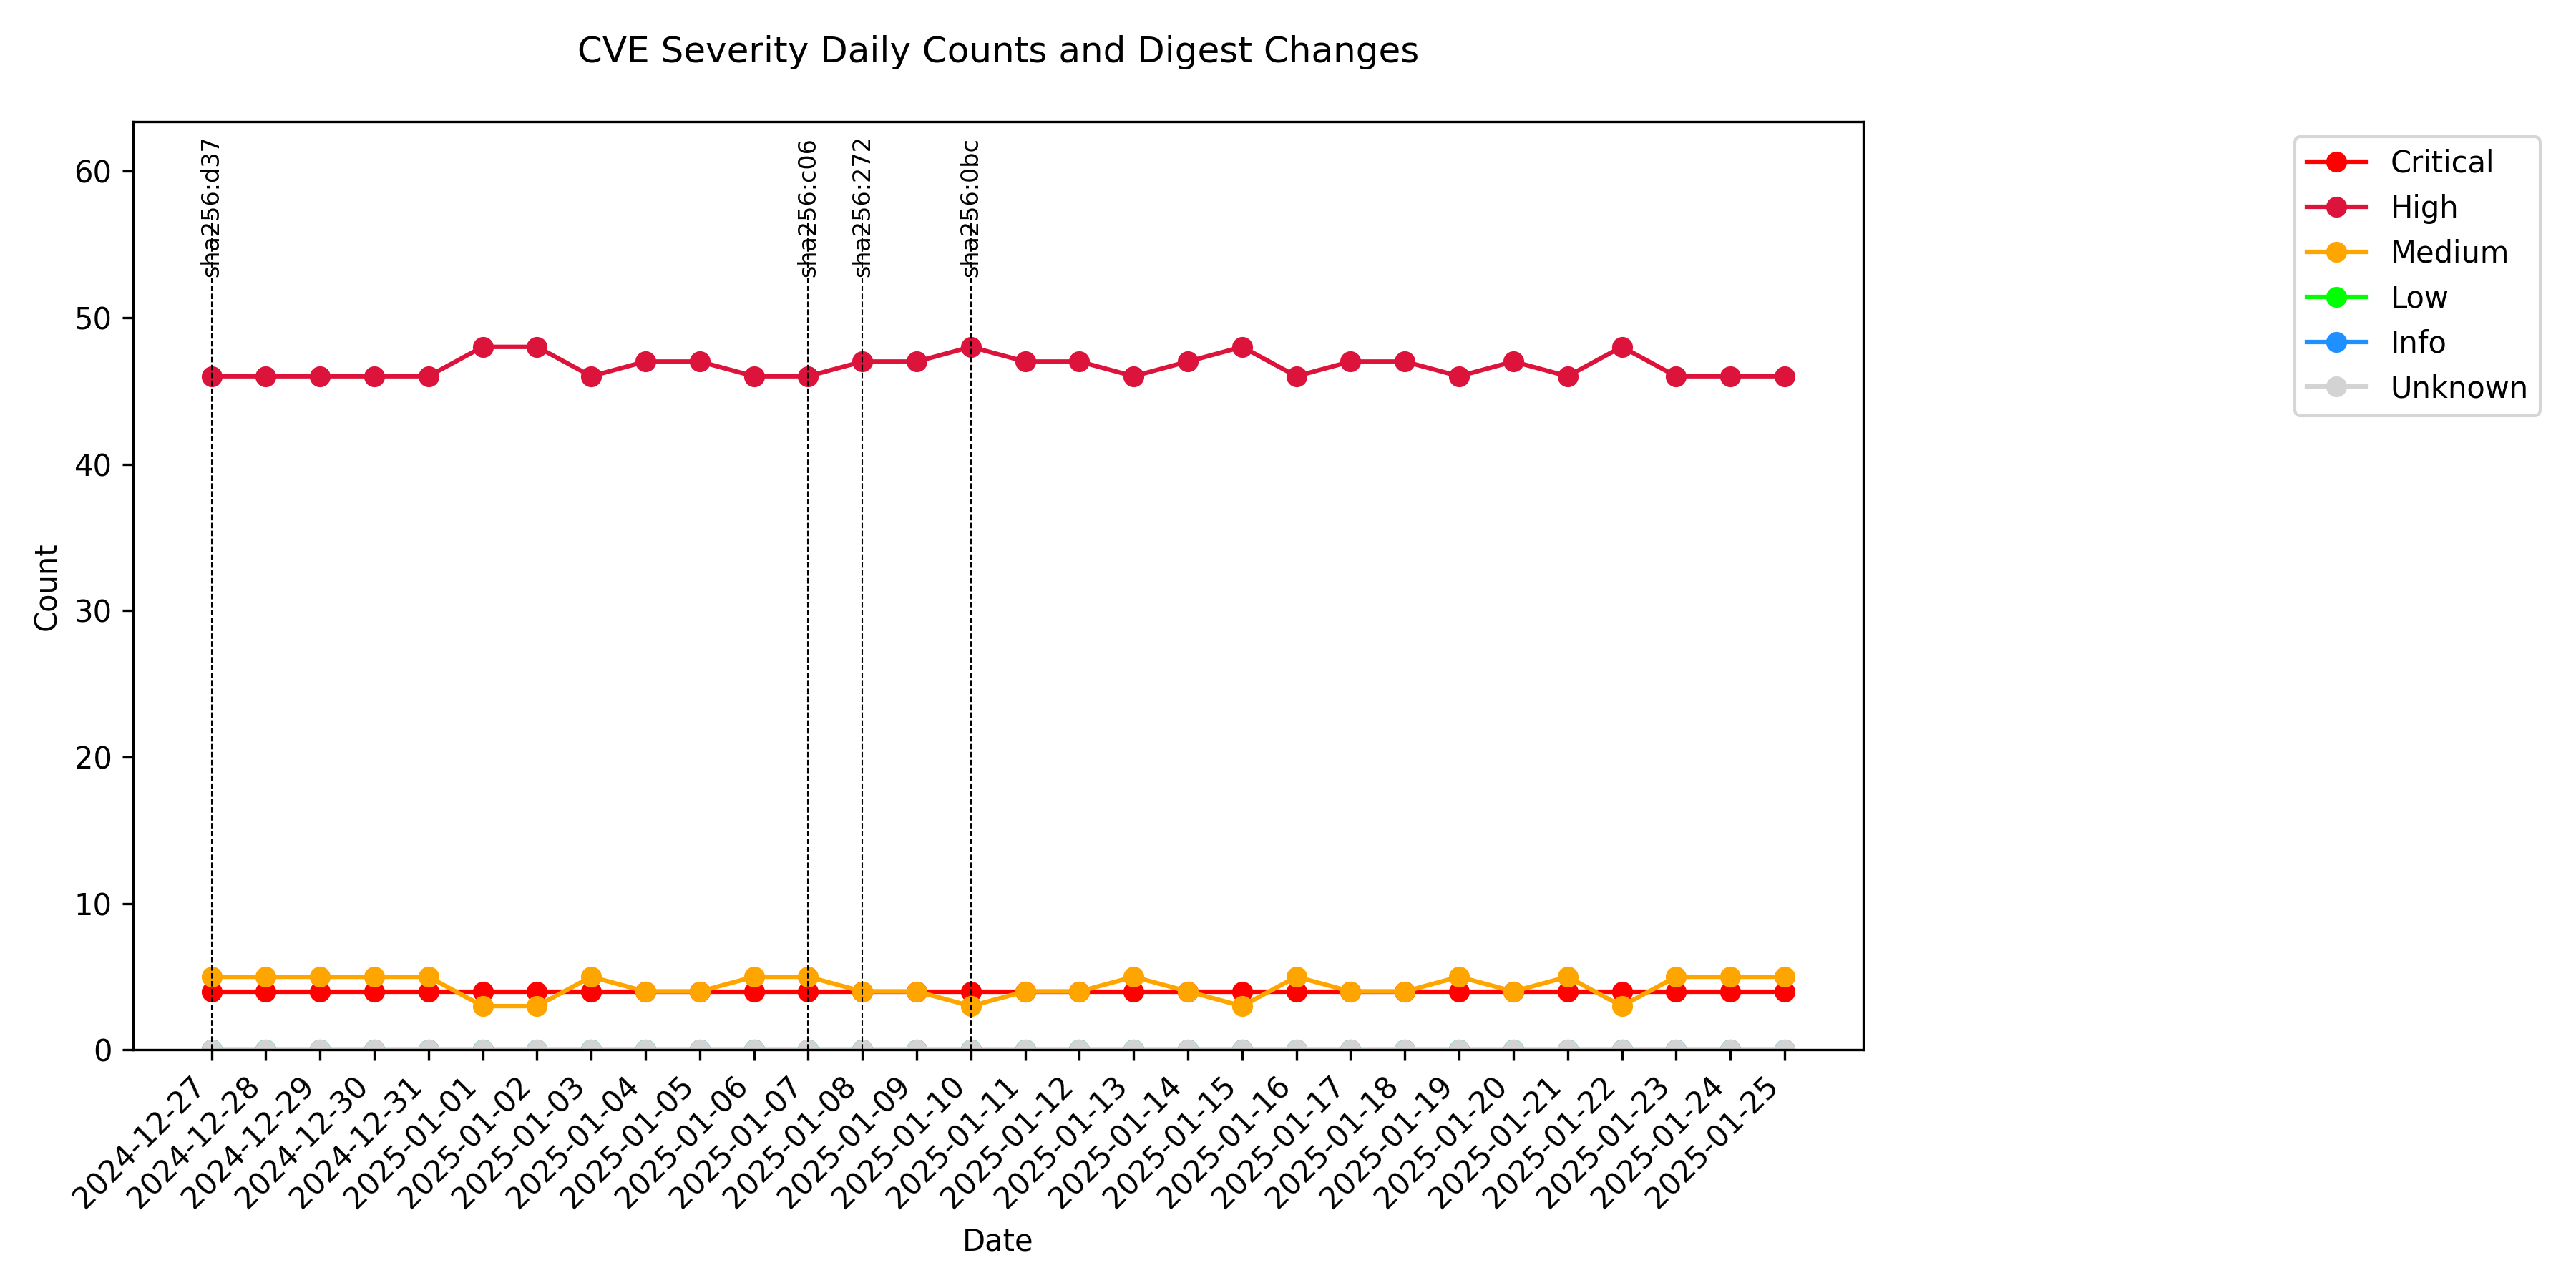 CVE Severity Daily Counts and Digest Changes
sha256:d37
sha256:c06
sha256:272
sha256:0bc
Critical
High
Medium
Low
Info
Unknown
Count
60
50
40
30
20
10
0
2024-12-27
2024-12-28
2024-12-29
2024-12-30
2024-12-31
2025-01-01
2025-01-02
2025-01-03
2025-01-04
2025-01-05
2025-01-06
2025-01-07
2025-01-08
2025-01-09
2025-01-10
2025-01-11
2025-01-12
2025-01-13
2025-01-14
2025-01-15
2025-01-16
2025-01-17
2025-01-18
2025-01-19
2025-01-20
2025-01-21
2025-01-22
2025-01-23
2025-01-24
2025-01-25
Date